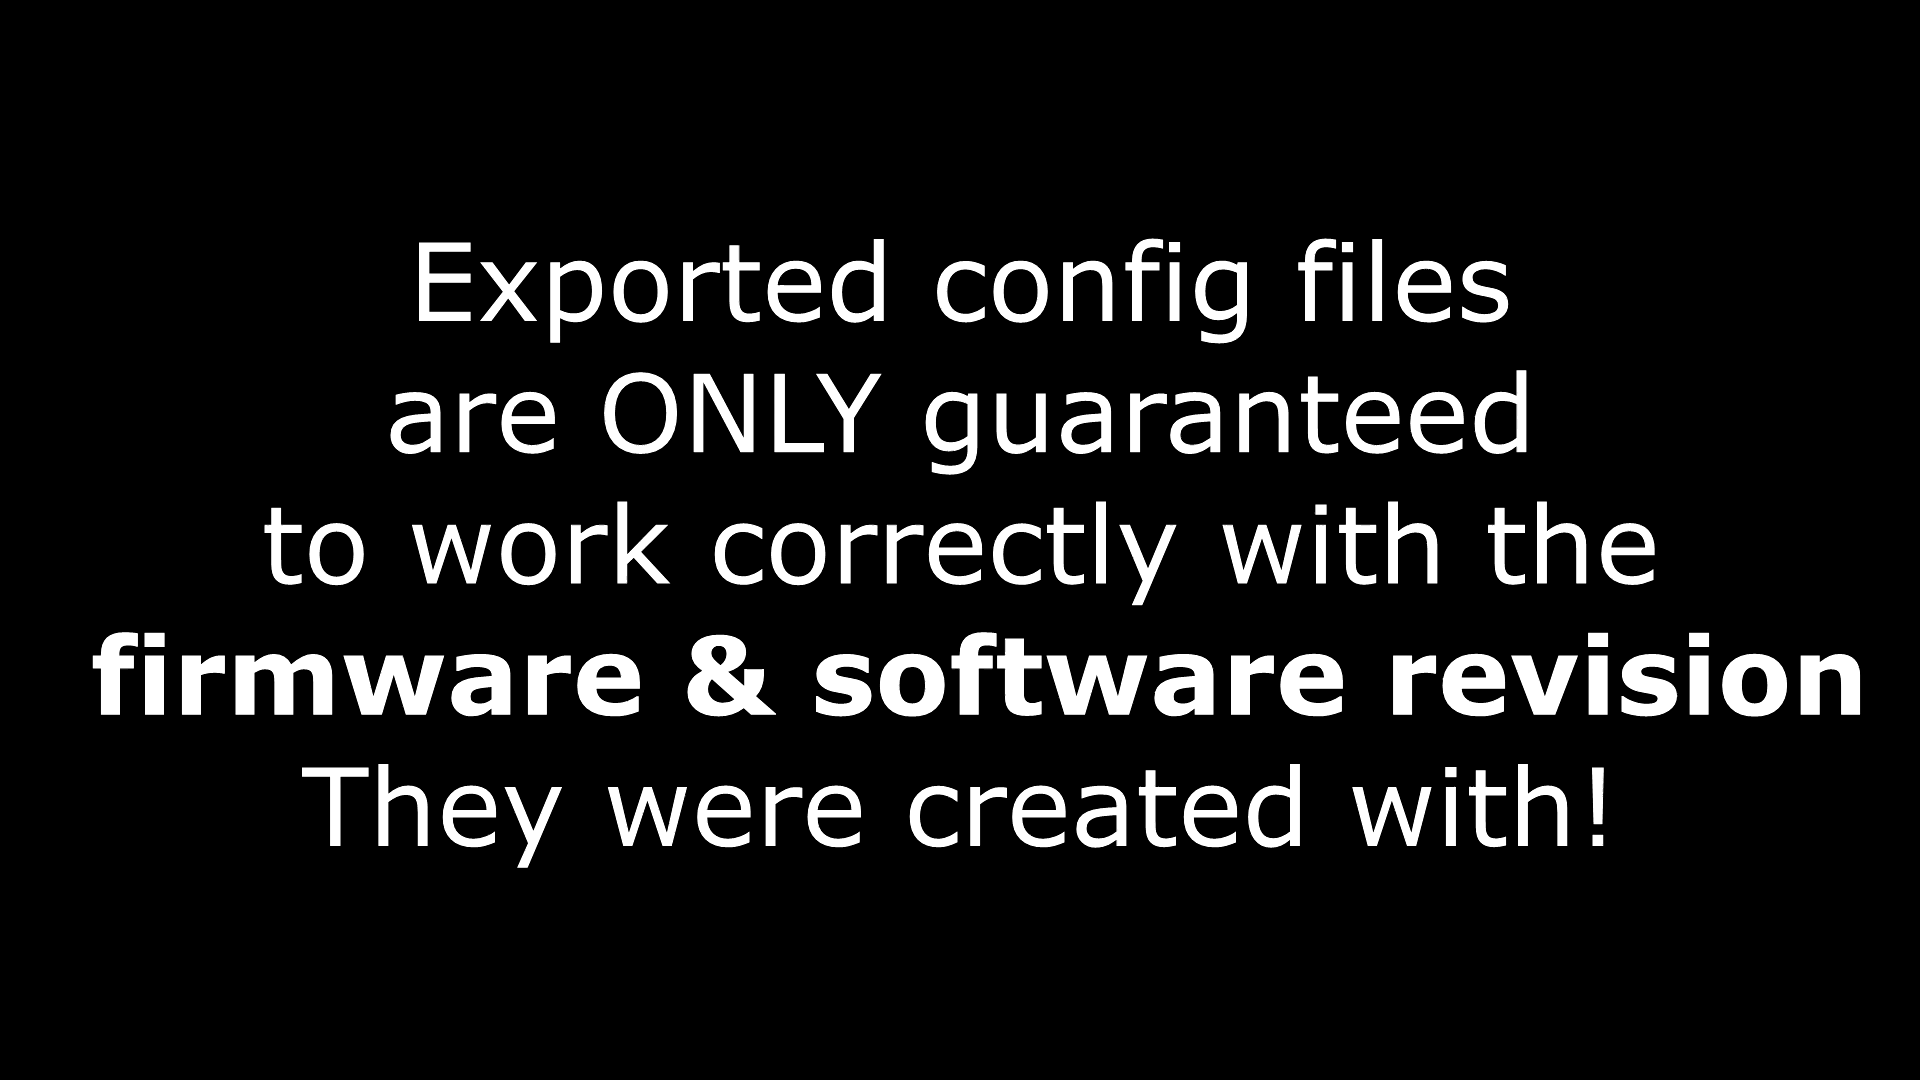 Exported config files
are ONLY guaranteed
to work correctly with the
firmware & software revision
They were created with!